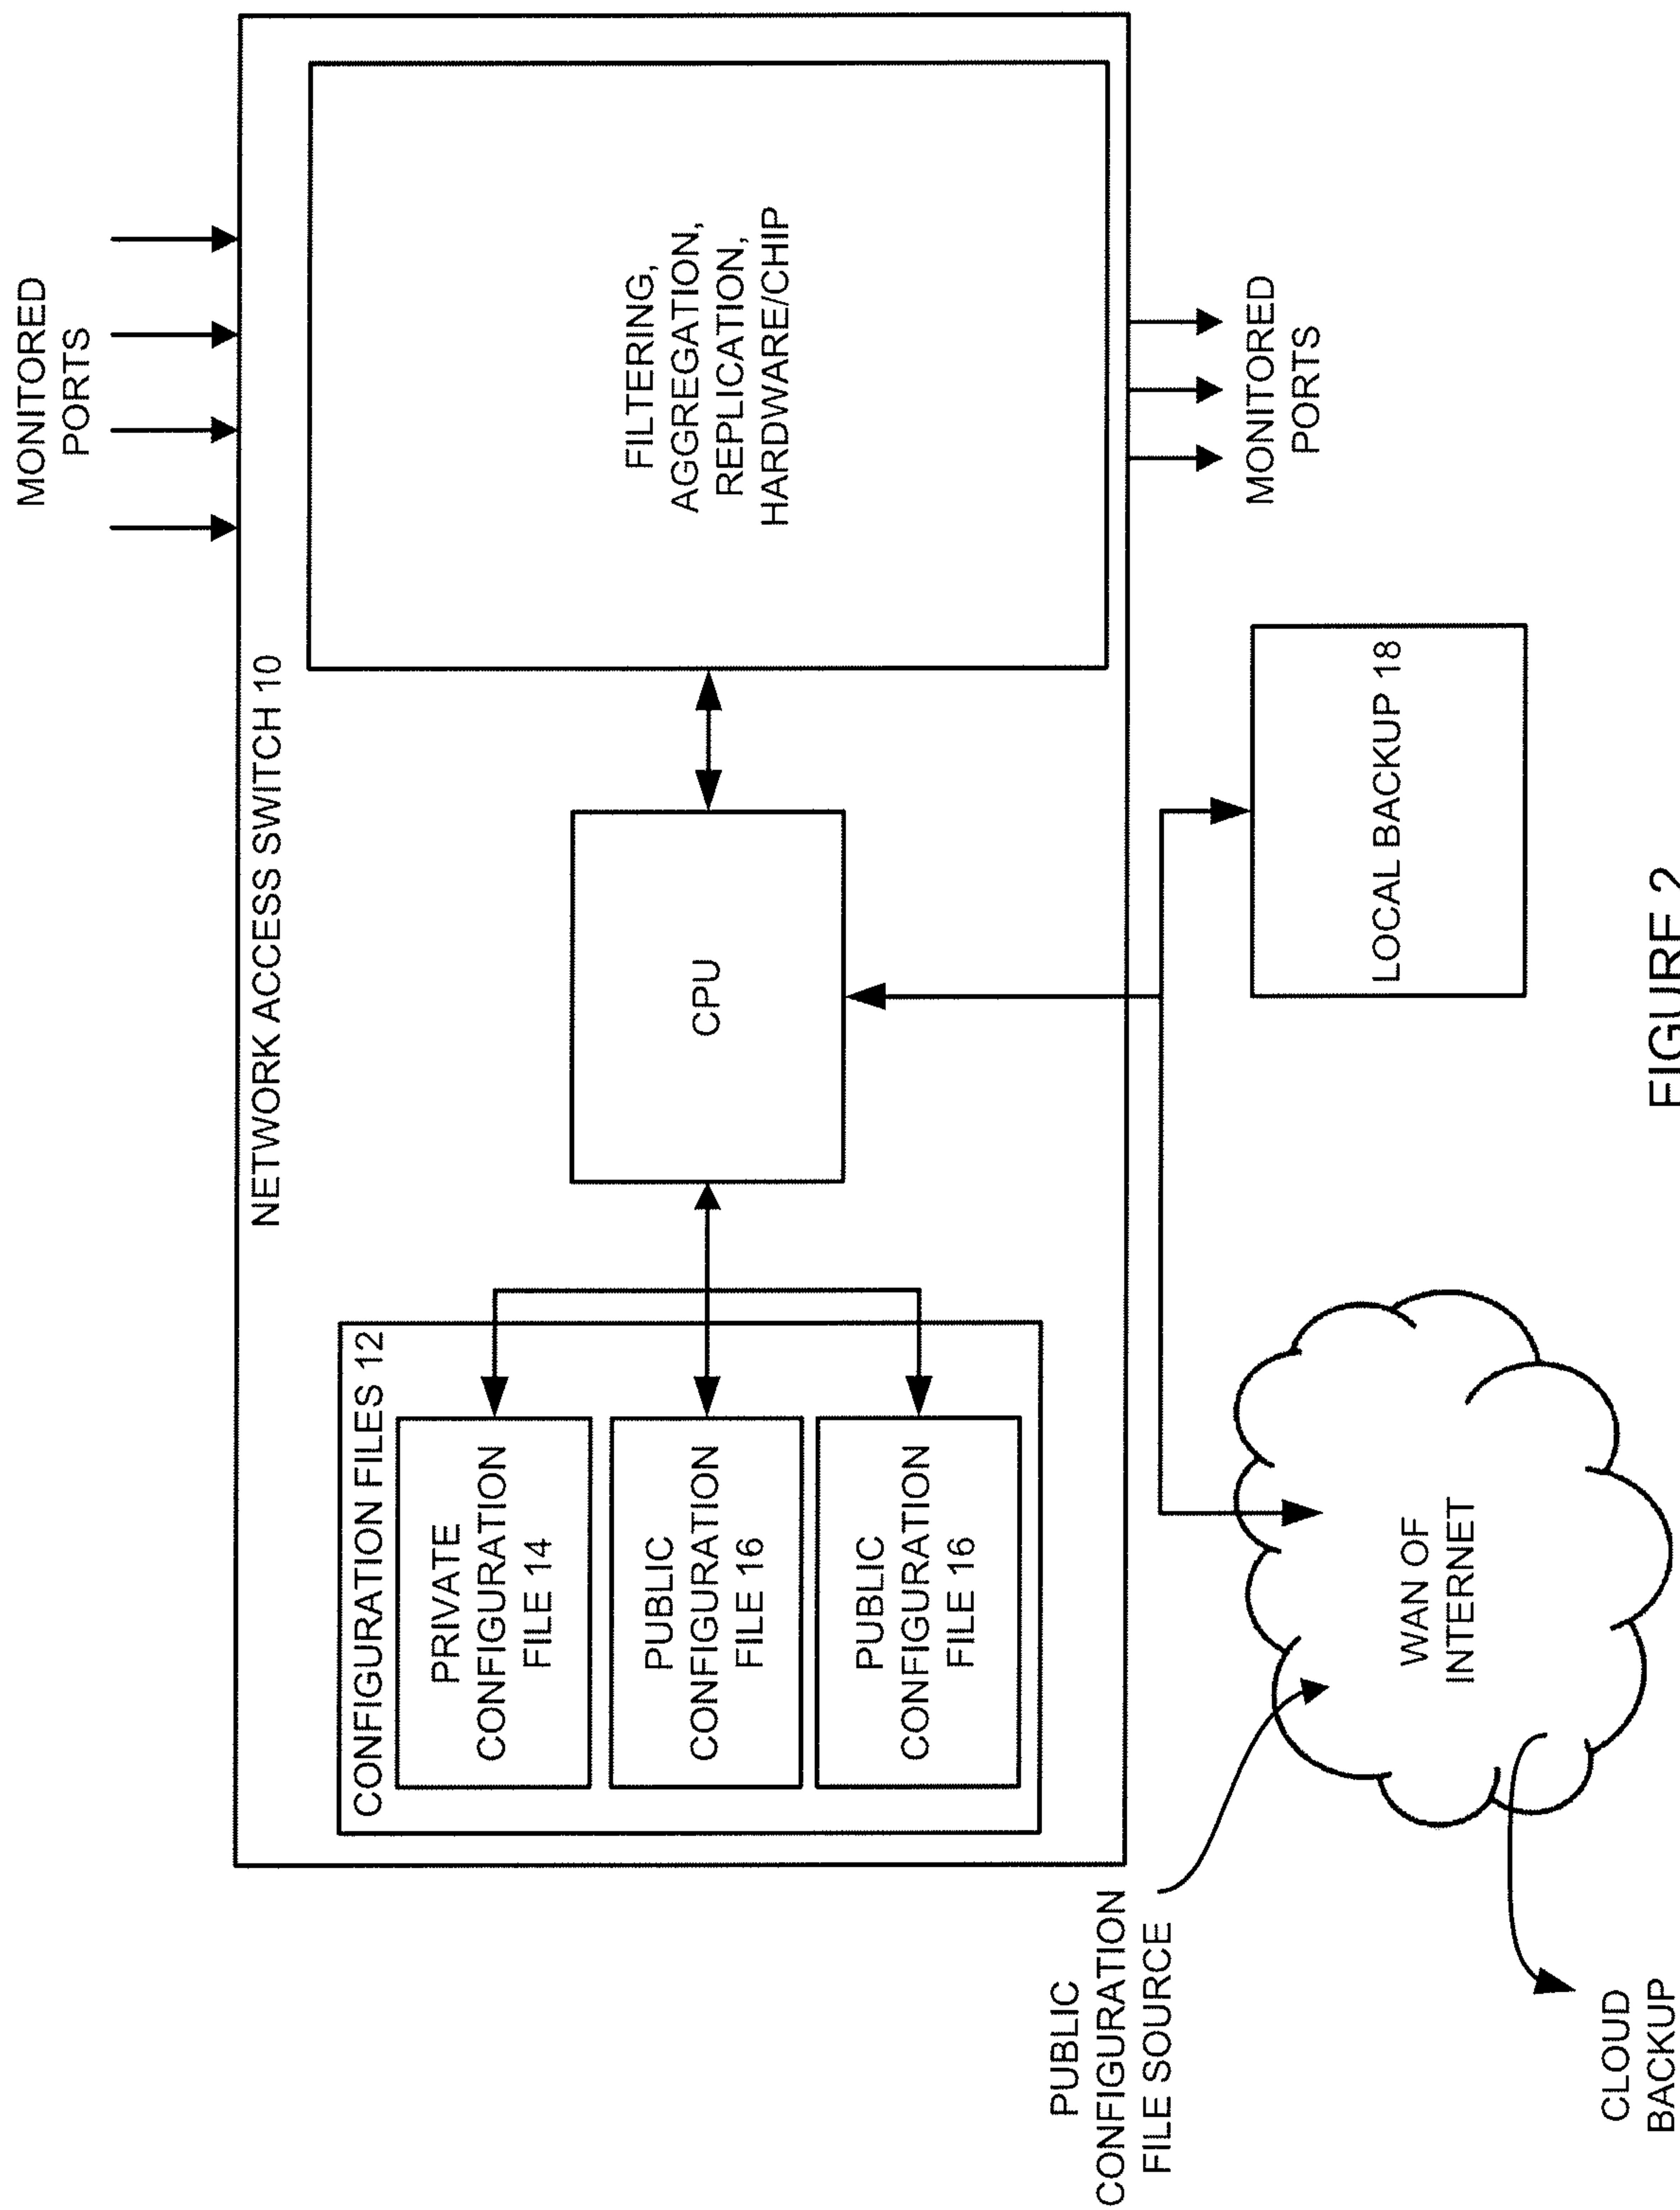 MONITORED
PORTS
NETWORK ACCESS SWITCH 10
CONFIGURATION FILES 12
PRIVATE
CONFIGURATION
FILE 14
PUBLIC
CONFIGURATION
FILE 16
PUBLIC
CONFIGURATION
FILE 16
CPU
FILTERING,
AGGREGATION,
REPLICATION,
HARDWARE/CHIP
PUBLIC
CONFIGURATION
FILE SOURCE
WAN OF
INTERNET
LOCAL BACKUP 18
MONITORED
PORTS
CLOUD
BACKUP
FIGURE 2